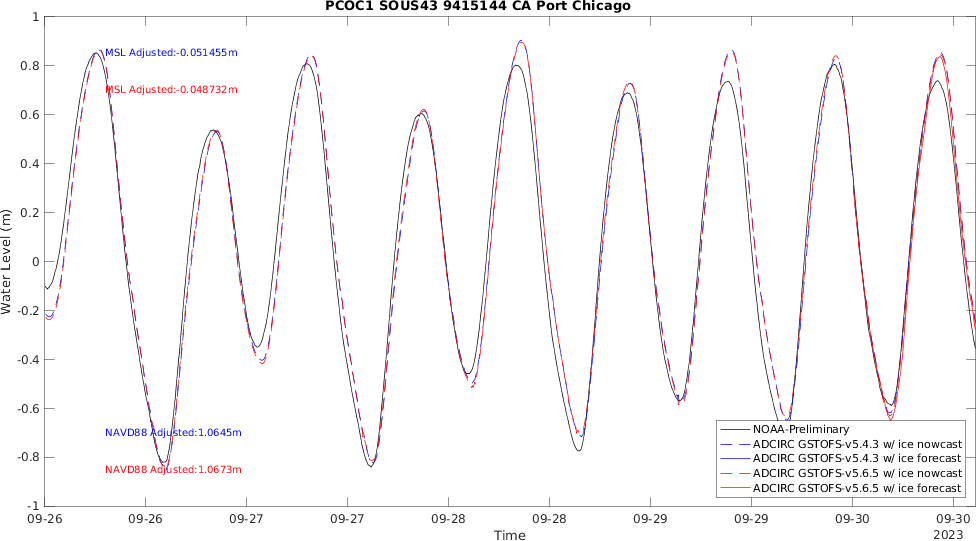 PCOC1 SOUS43 9415144 CA Port Chicago
1
0.8
0.6
0.4
0.2
0
-0.2
-0.4
-0.6
-0.8
-1
Water Level (m)
MSL Adjusted:-0.051455m
MSL Adjusted:-0.048732m
NAVD88 Adjusted:1.0645m
NAVD88 Adjusted:1.0673m
NOAA-Preliminary
ADCIRC GSTOFS-v5.4.3 w/ ice nowcast
ADCIRC GSTOFS-v5.4.3 w/ ice forecast
ADCIRC GSTOFS-v5.6.5 w/ ice nowcast
ADCIRC GSTOFS-v5.6.5 w/ ice forecast
09-26 09-26 09-27 09-27 09-28 09-28 09-29 09-29 09-30 09-30
Time
2023